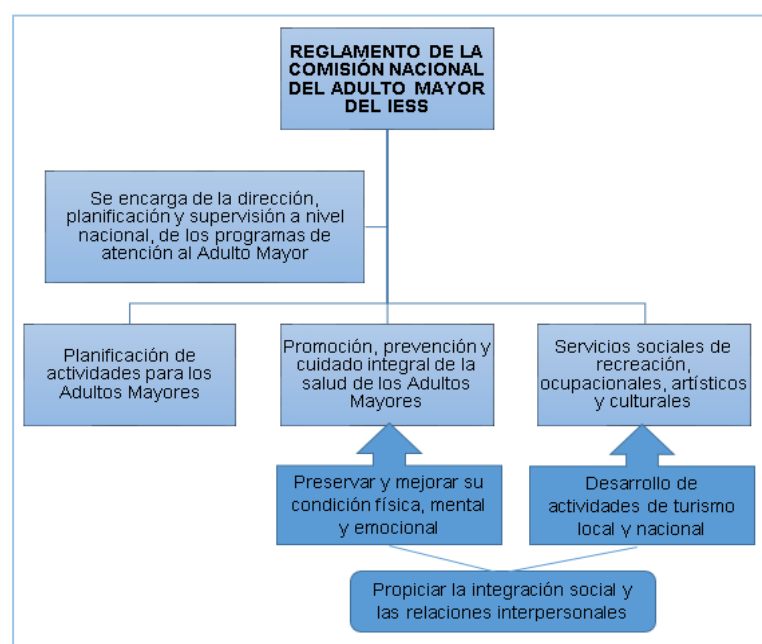 REGLAMENTO DE LA
COMISIÓN NACIONAL
DEL ADULTO MAYOR
DEL IESS
Se encarga de la dirección,
planificación y supervisión a nivel
nacional, de los programas de
atención al Adulto Mayor
Planificación de
actividades para los
Adultos Mayores
Promoción, prevención y
cuidado integral de la
salud de los Adultos
Mayores
Servicios sociales de
recreación,
ocupacionales, artísticos
y culturales
Preservar y mejorar su
condición física, mental
y emocional
Desarrollo de
actividades de turismo
local y nacional
Propiciar la integración social y
las relaciones interpersonales